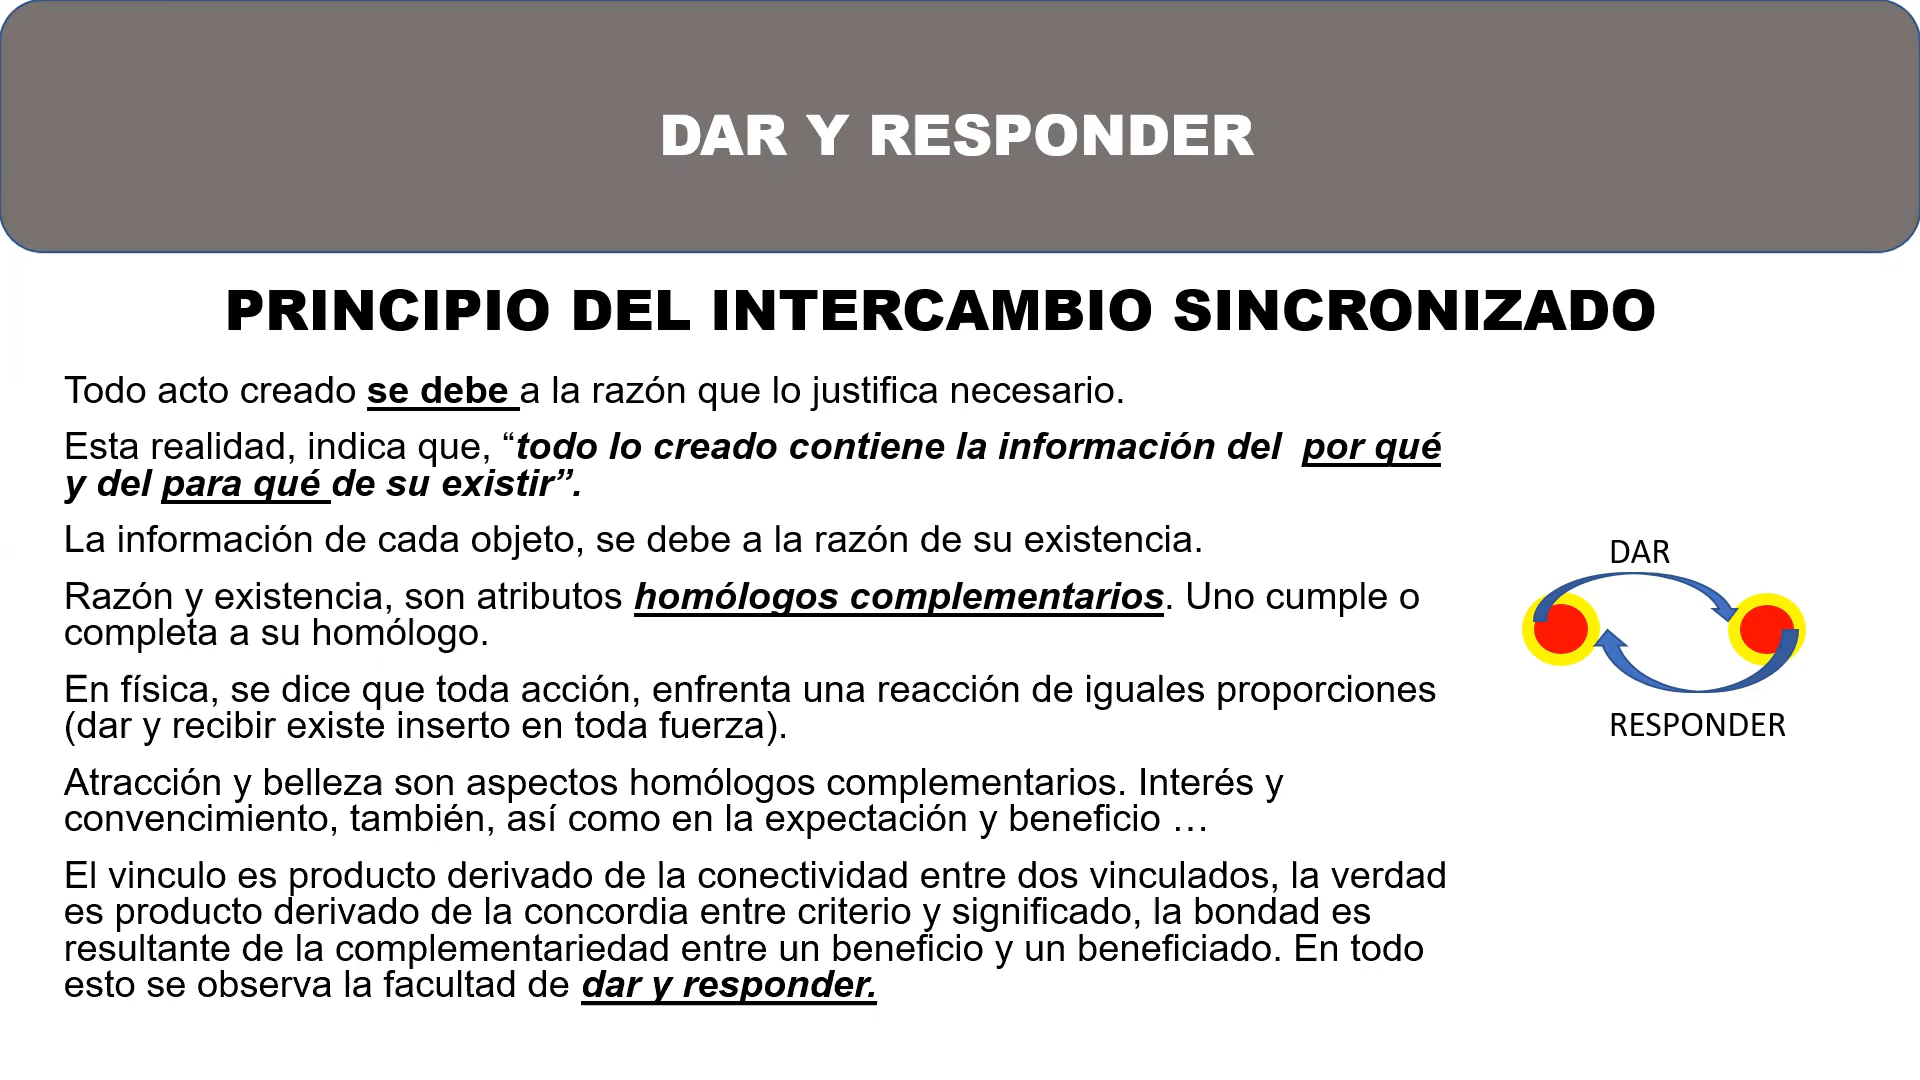 DAR Y RESPONDER
PRINCIPIO DEL INTERCAMBIO SINCRONIZADO
Todo acto creado se debe a la razón que lo justifica necesario.
Esta realidad, indica que, “todo lo creado contiene la información del por qué
y del para qué de su existir”.
La información de cada objeto, se debe a la razón de su existencia.
Razón y existencia, son atributos homólogos complementarios. Uno cumple o
completa a su homólogo.
En física, se dice que toda acción, enfrenta una reacción de iguales proporciones
(dar y recibir existe inserto en toda fuerza).
Atracción y belleza son aspectos homólogos complementarios. Interés y
convencimiento, también, así como en la expectación y beneficio …
El vinculo es producto derivado de la conectividad entre dos vinculados, la verdad
es producto derivado de la concordia entre criterio y significado, la bondad es
resultante de la complementariedad entre un beneficio y un beneficiado. En todo
esto se observa la facultad de dar y responder.
DAR
RESPONDER